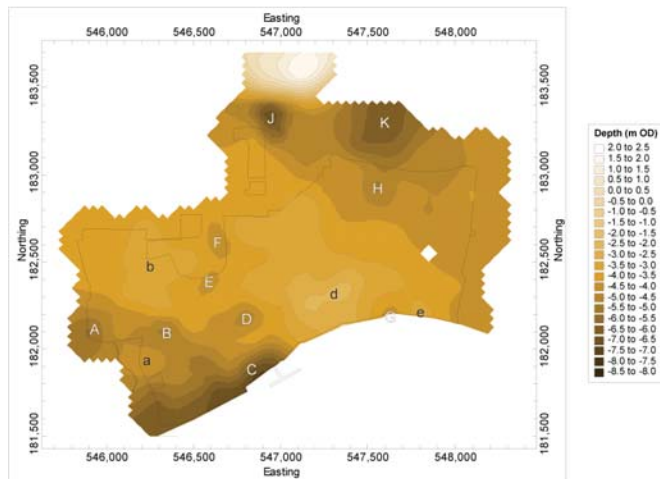 Easting
546,000 546,500 547,000 547,500 548,000
183,500
183,000
182,500
182,000
181,500
Northing
J
K
H
F
b
E
d
D
G
e
A
B
a
C
183,500
183,000
182,500
182,000
181,500
Northing
546,000 546,500 547,000 547,500 548,000
Easting
Depth (m OD)
2.0 to 2.5
1.5 to 2.0
1.0 to 1.5
0.5 to 1.0
0.0 to 0.5
-0.5 to 0.0
-1.0 to -0.5
-1.5 to -1.0
-2.0 to -1.5
-2.5 to -2.0
-3.0 to -2.5
-3.5 to -3.0
-4.0 to -3.5
-4.5 to -4.0
-5.0 to -4.5
-5.5 to -5.0
-6.0 to -5.5
-6.5 to -6.0
-7.0 to -6.5
-7.5 to -7.0
-8.0 to -7.5
-8.5 to -8.0